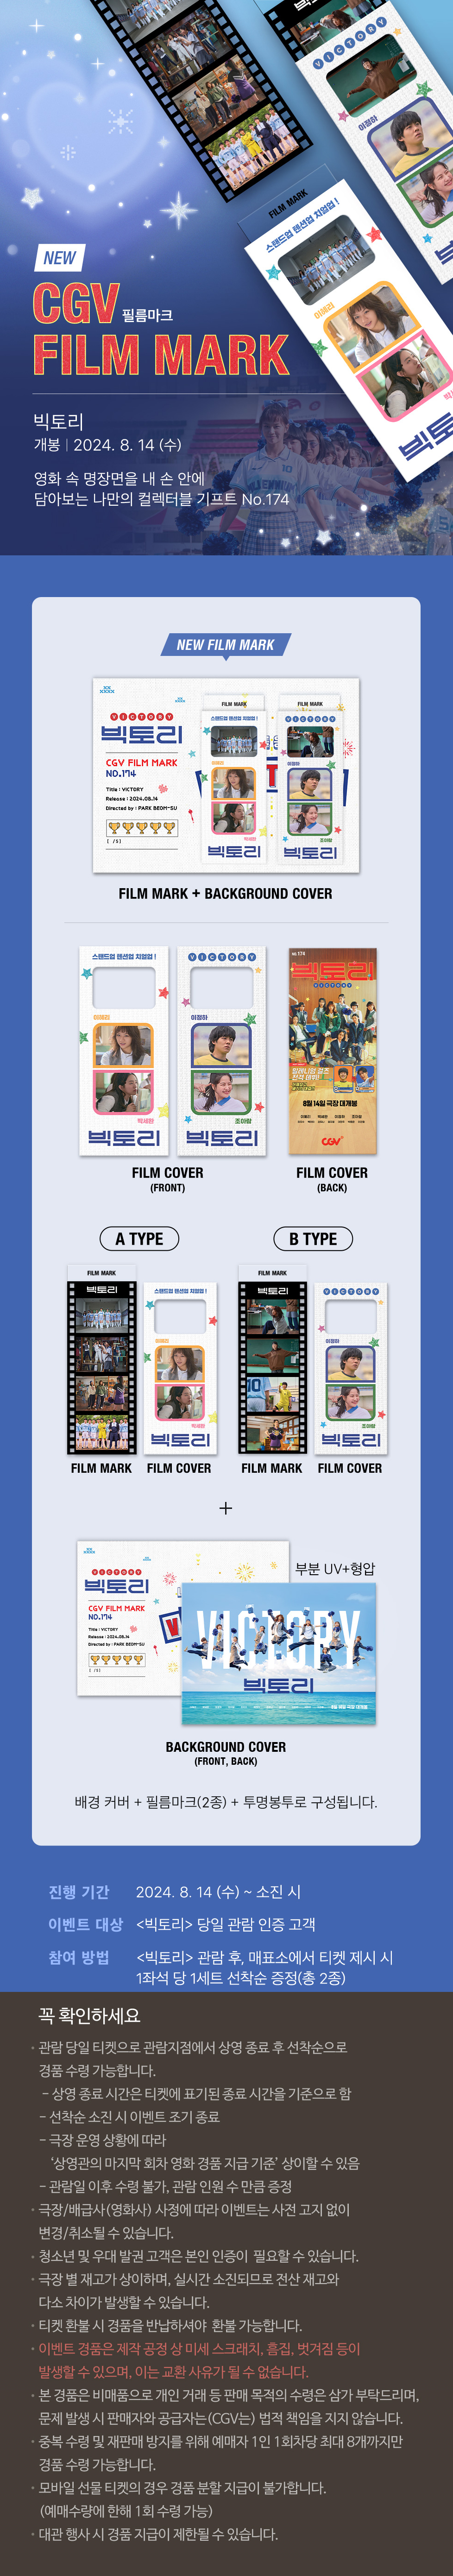 VICTORY
이정하
FILM MARK
스탠드업 텐션업 치얼업!
이혜리
NEW
CGV 필름마크
FILM MARK
빅토리
개봉 | 2024. 8. 14 (수)
영화 속 명장면을 내 손 안에
담아보는 나만의 컬렉터블 기프트 No.174
NEW FILM MARK
VICTORY
빅토리
CGV FILM MARK
NO.174
Title : VICTORY
Release : 2024.08.14
Directed by : PARK BEOM-SU
( /5)
FILM MARK
스탠드업 텐션업 치얼업!
이혜리
박세완
빅토리
FILM MARK
VICTORY
이정하
조아람
빅토리
FILM MARK + BACKGROUND COVER
스탠드업 텐션업 치얼업!
이혜리
박세완
빅토리
VICTORY
이정하
조아람
빅토리
no.174
빅토리
VICTORY
8월 14일 극장 대개봉
CGV
FILM COVER
(FRONT)
FILM COVER
(BACK)
A TYPE
B TYPE
FILM MARK
빅토리
스탠드업 텐션업 치얼업!
이혜리
박세완
빅토리
FILM MARK
빅토리
VICTORY
이정하
조아람
빅토리
FILM MARK
FILM COVER
FILM MARK
FILM COVER
+
부분 UV+형압
VICTORY
빅토리
CGV FILM MARK
NO.174
Title : VICTORY
Release : 2024.08.14
Directed by : PARK BEOM-SU
( /5)
VICTORY
빅토리
BACKGROUND COVER
(FRONT, BACK)
배경 커버 + 필름마크(2종) + 투명봉투로 구성됩니다.
진행 기간 2024. 8. 14 (수) ~ 소진 시
이벤트 대상 <빅토리> 당일 관람 인증 고객
참여 방법 <빅토리> 관람 후, 매표소에서 티켓 제시 시
1좌석 당 1세트 선착순 증정(총 2종)
꼭 확인하세요
• 관람 당일 티켓으로 관람지점에서 상영 종료 후 선착순으로
경품 수령 가능합니다.
- 상영 종료 시간은 티켓에 표기된 종료 시간을 기준으로 함
- 선착순 소진 시 이벤트 조기 종료
- 극장 운영 상황에 따라
‘상영관의 마지막 회차 영화 경품 지급 기준’ 상이할 수 있음
- 관람일 이후 수령 불가, 관람 인원 수 만큼 증정
• 극장/배급사(영화사) 사정에 따라 이벤트는 사전 고지 없이
변경/취소될 수 있습니다.
• 청소년 및 우대 발권 고객은 본인 인증이 필요할 수 있습니다.
• 극장 별 재고가 상이하며, 실시간 소진되므로 전산 재고와
다소 차이가 발생할 수 있습니다.
• 티켓 환불 시 경품을 반납하셔야 환불 가능합니다.
• 이벤트 경품은 제작 공정 상 미세 스크래치, 흠집, 벗겨짐 등이
발생할 수 있으며, 이는 교환 사유가 될 수 없습니다.
• 본 경품은 비매품으로 개인 거래 등 판매 목적의 수령은 삼가 부탁드리며,
문제 발생 시 판매자와 공급자는(CGV는) 법적 책임을 지지 않습니다.
• 중복 수령 및 재판매 방지를 위해 예매자 1인 1회차당 최대 8개까지만
경품 수령 가능합니다.
• 모바일 선물 티켓의 경우 경품 분할 지급이 불가합니다.
(예매수량에 한해 1회 수령 가능)
• 대관 행사 시 경품 지급이 제한될 수 있습니다.